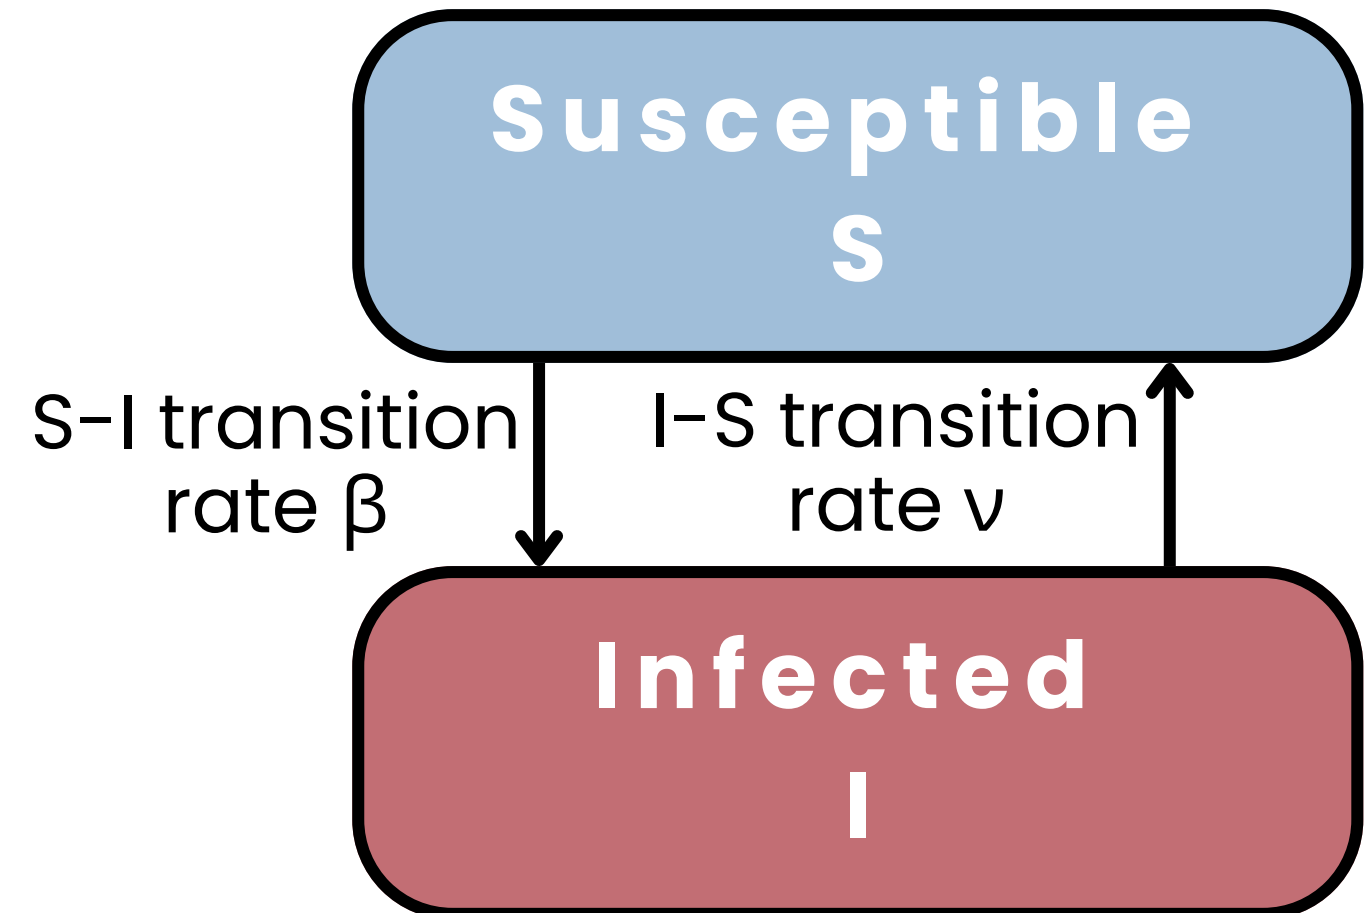 Susceptible
S
S-I transition
rate β
I-S transition
rate ν
Infected
I